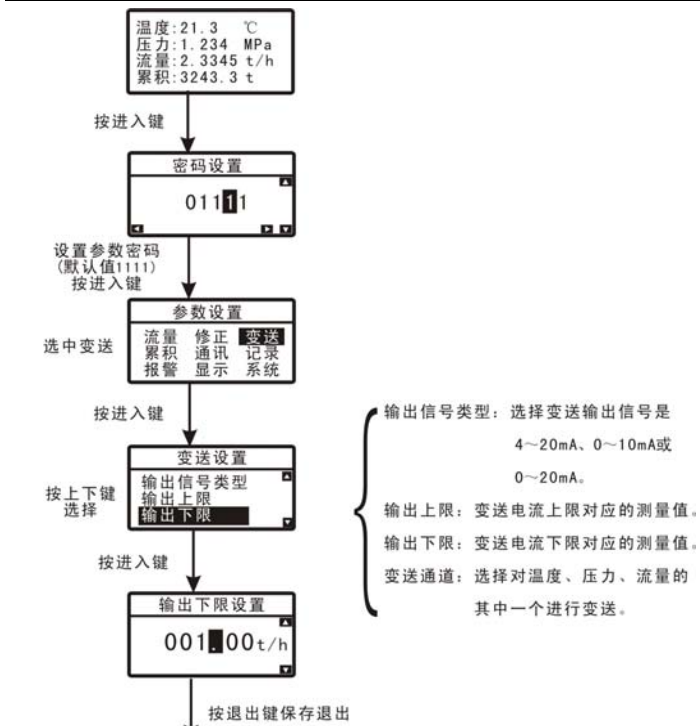 温度:21.3 ℃
压力:1.234 MPa
流量:2.3345 t/h
累积:3243.3 t
按进入键
密码设置
01111
设置参数密码
(默认值1111)
按进入键
参数设置
流量 修正 变送
累积 通讯 记录
报警 显示 系统
选中变送
按进入键
变送设置
输出信号类型
输出上限
输出下限
按上下键
选择
按进入键
输出下限设置
001.00t/h
按退出键保存退出
输出信号类型：选择变送输出信号是
4～20mA、0～10mA或
0～20mA。
输出上限：变送电流上限对应的测量值。
输出下限：变送电流下限对应的测量值。
变送通道：选择对温度、压力、流量的
其中一个进行变送。